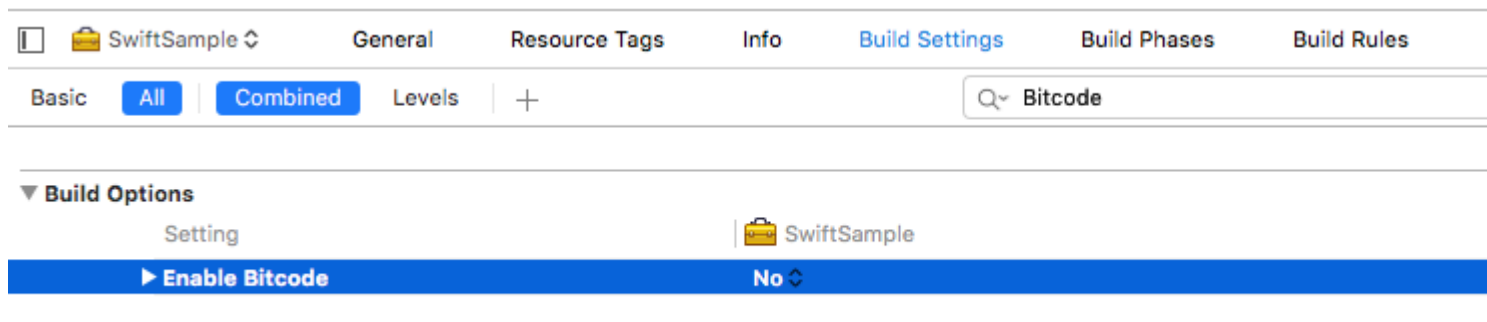 SwiftSample General Resource Tags Info Build Settings Build Phases Build Rules
Basic All Combined Levels + Bitcode
Build Options
Setting SwiftSample
Enable Bitcode No